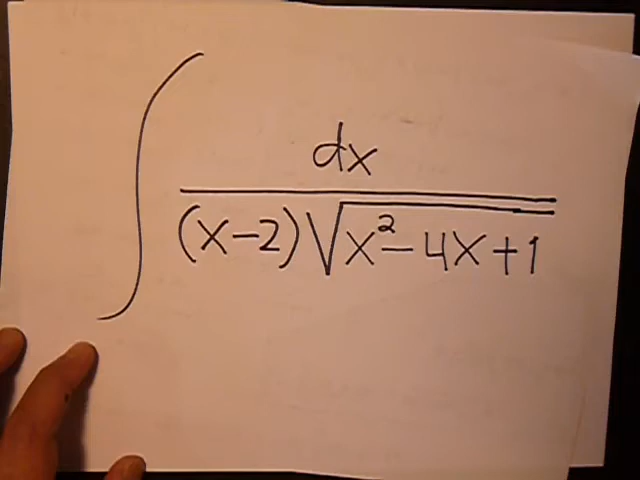 ∫ dx
(x-2)√x²-4x+1